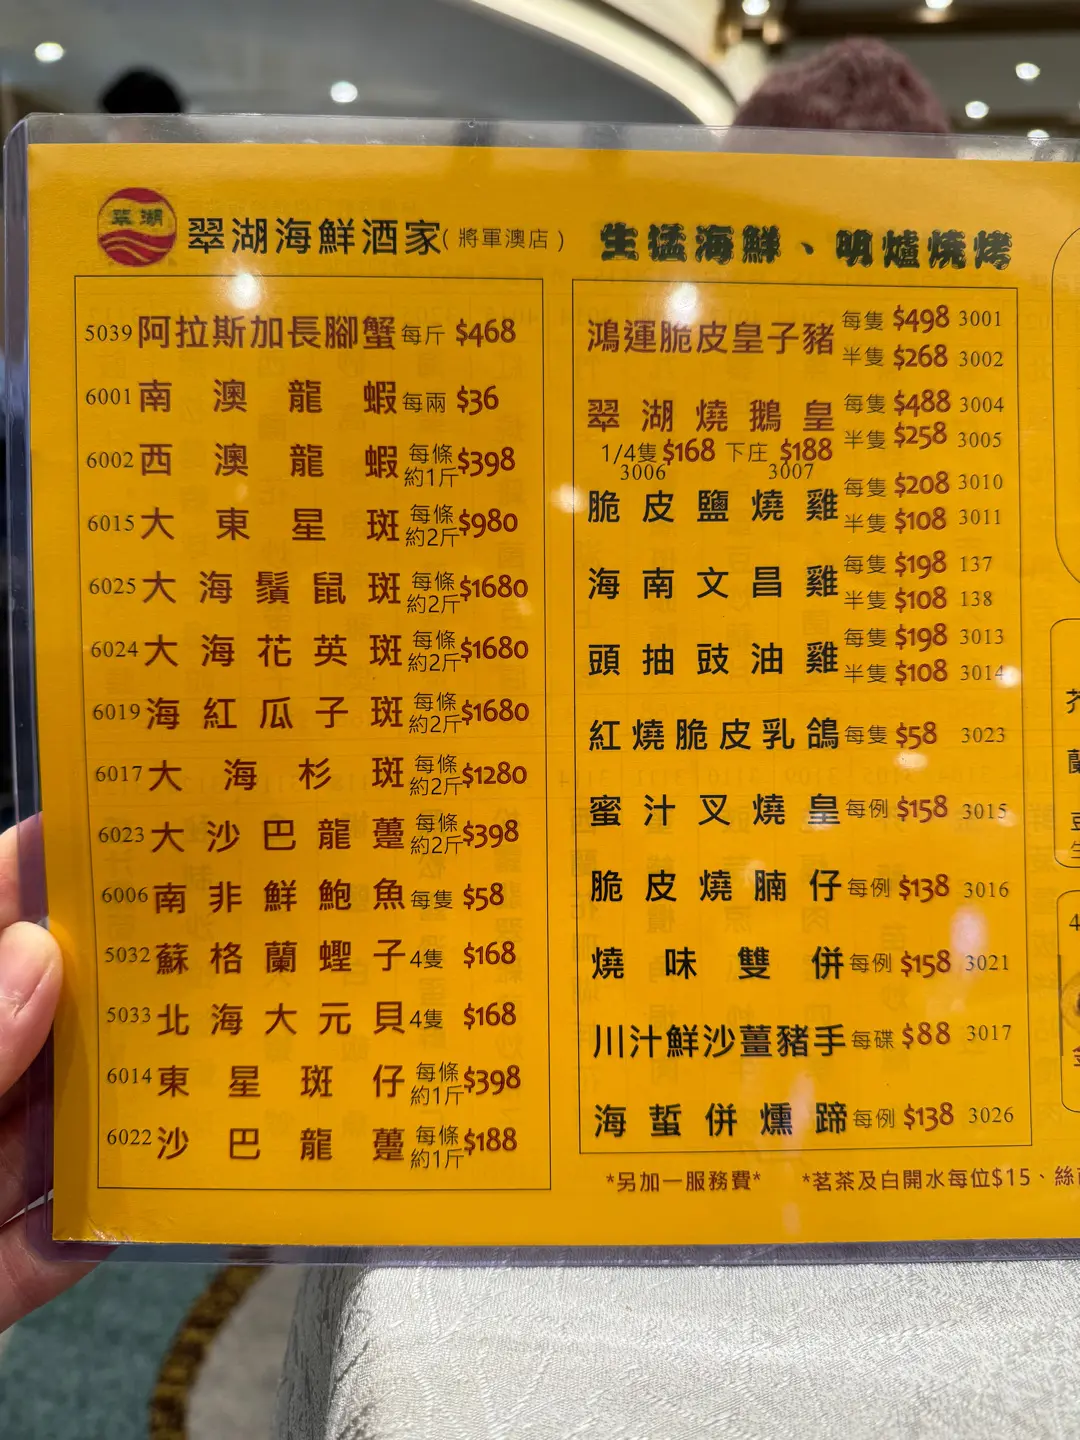 翠湖
翠湖海鮮酒家(將軍澳店)
生猛海鮮、明爐燒烤
5039 阿拉斯加長腳蟹 每斤 $468
6001 南澳龍蝦 每兩 $36
6002 西澳龍蝦 每條約1斤 $398
6015 大東星斑 每條約2斤 $980
6025 大海鬚鼠斑 每條約2斤 $1680
6024 大海花英斑 每條約2斤 $1680
6019 海紅瓜子斑 每條約2斤 $1680
6017 大海杉斑 每條約2斤 $1280
6023 大沙巴龍躉 每條約2斤 $398
6006 南非鮮鮑魚 每隻 $58
5032 蘇格蘭蟶子 4隻 $168
5033 北海大元貝 4隻 $168
6014 東星斑仔 每條約1斤 $398
6022 沙巴龍躉 每條約1斤 $188
鴻運脆皮皇子豬 每隻 $498 3001
半隻 $268 3002
翠湖燒鵝皇 每隻 $488 3004
半隻 $258 3005
1/4隻 $168 下庄 $188
3006 3007
脆皮鹽燒雞 每隻 $208 3010
半隻 $108 3011
海南文昌雞 每隻 $198 137
半隻 $108 138
頭抽豉油雞 每隻 $198 3013
半隻 $108 3014
紅燒脆皮乳鴿 每隻 $58 3023
蜜汁叉燒皇 每例 $158 3015
脆皮燒腩仔 每例 $138 3016
燒味雙併 每例 $158 3021
川汁鮮沙薑豬手 每碟 $88 3017
海蜇併燻蹄 每例 $138 3026
*另加一服務費* *茗茶及白開水每位$15、絲